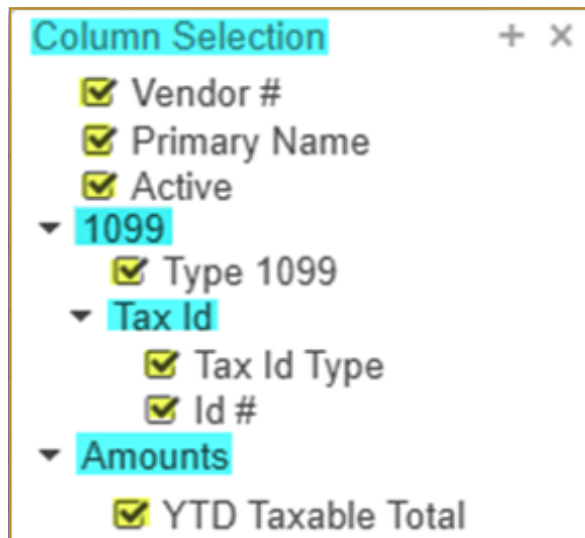 Column Selection + ×
Vendor #
Primary Name
Active
1099
Type 1099
Tax Id
Tax Id Type
Id #
Amounts
YTD Taxable Total